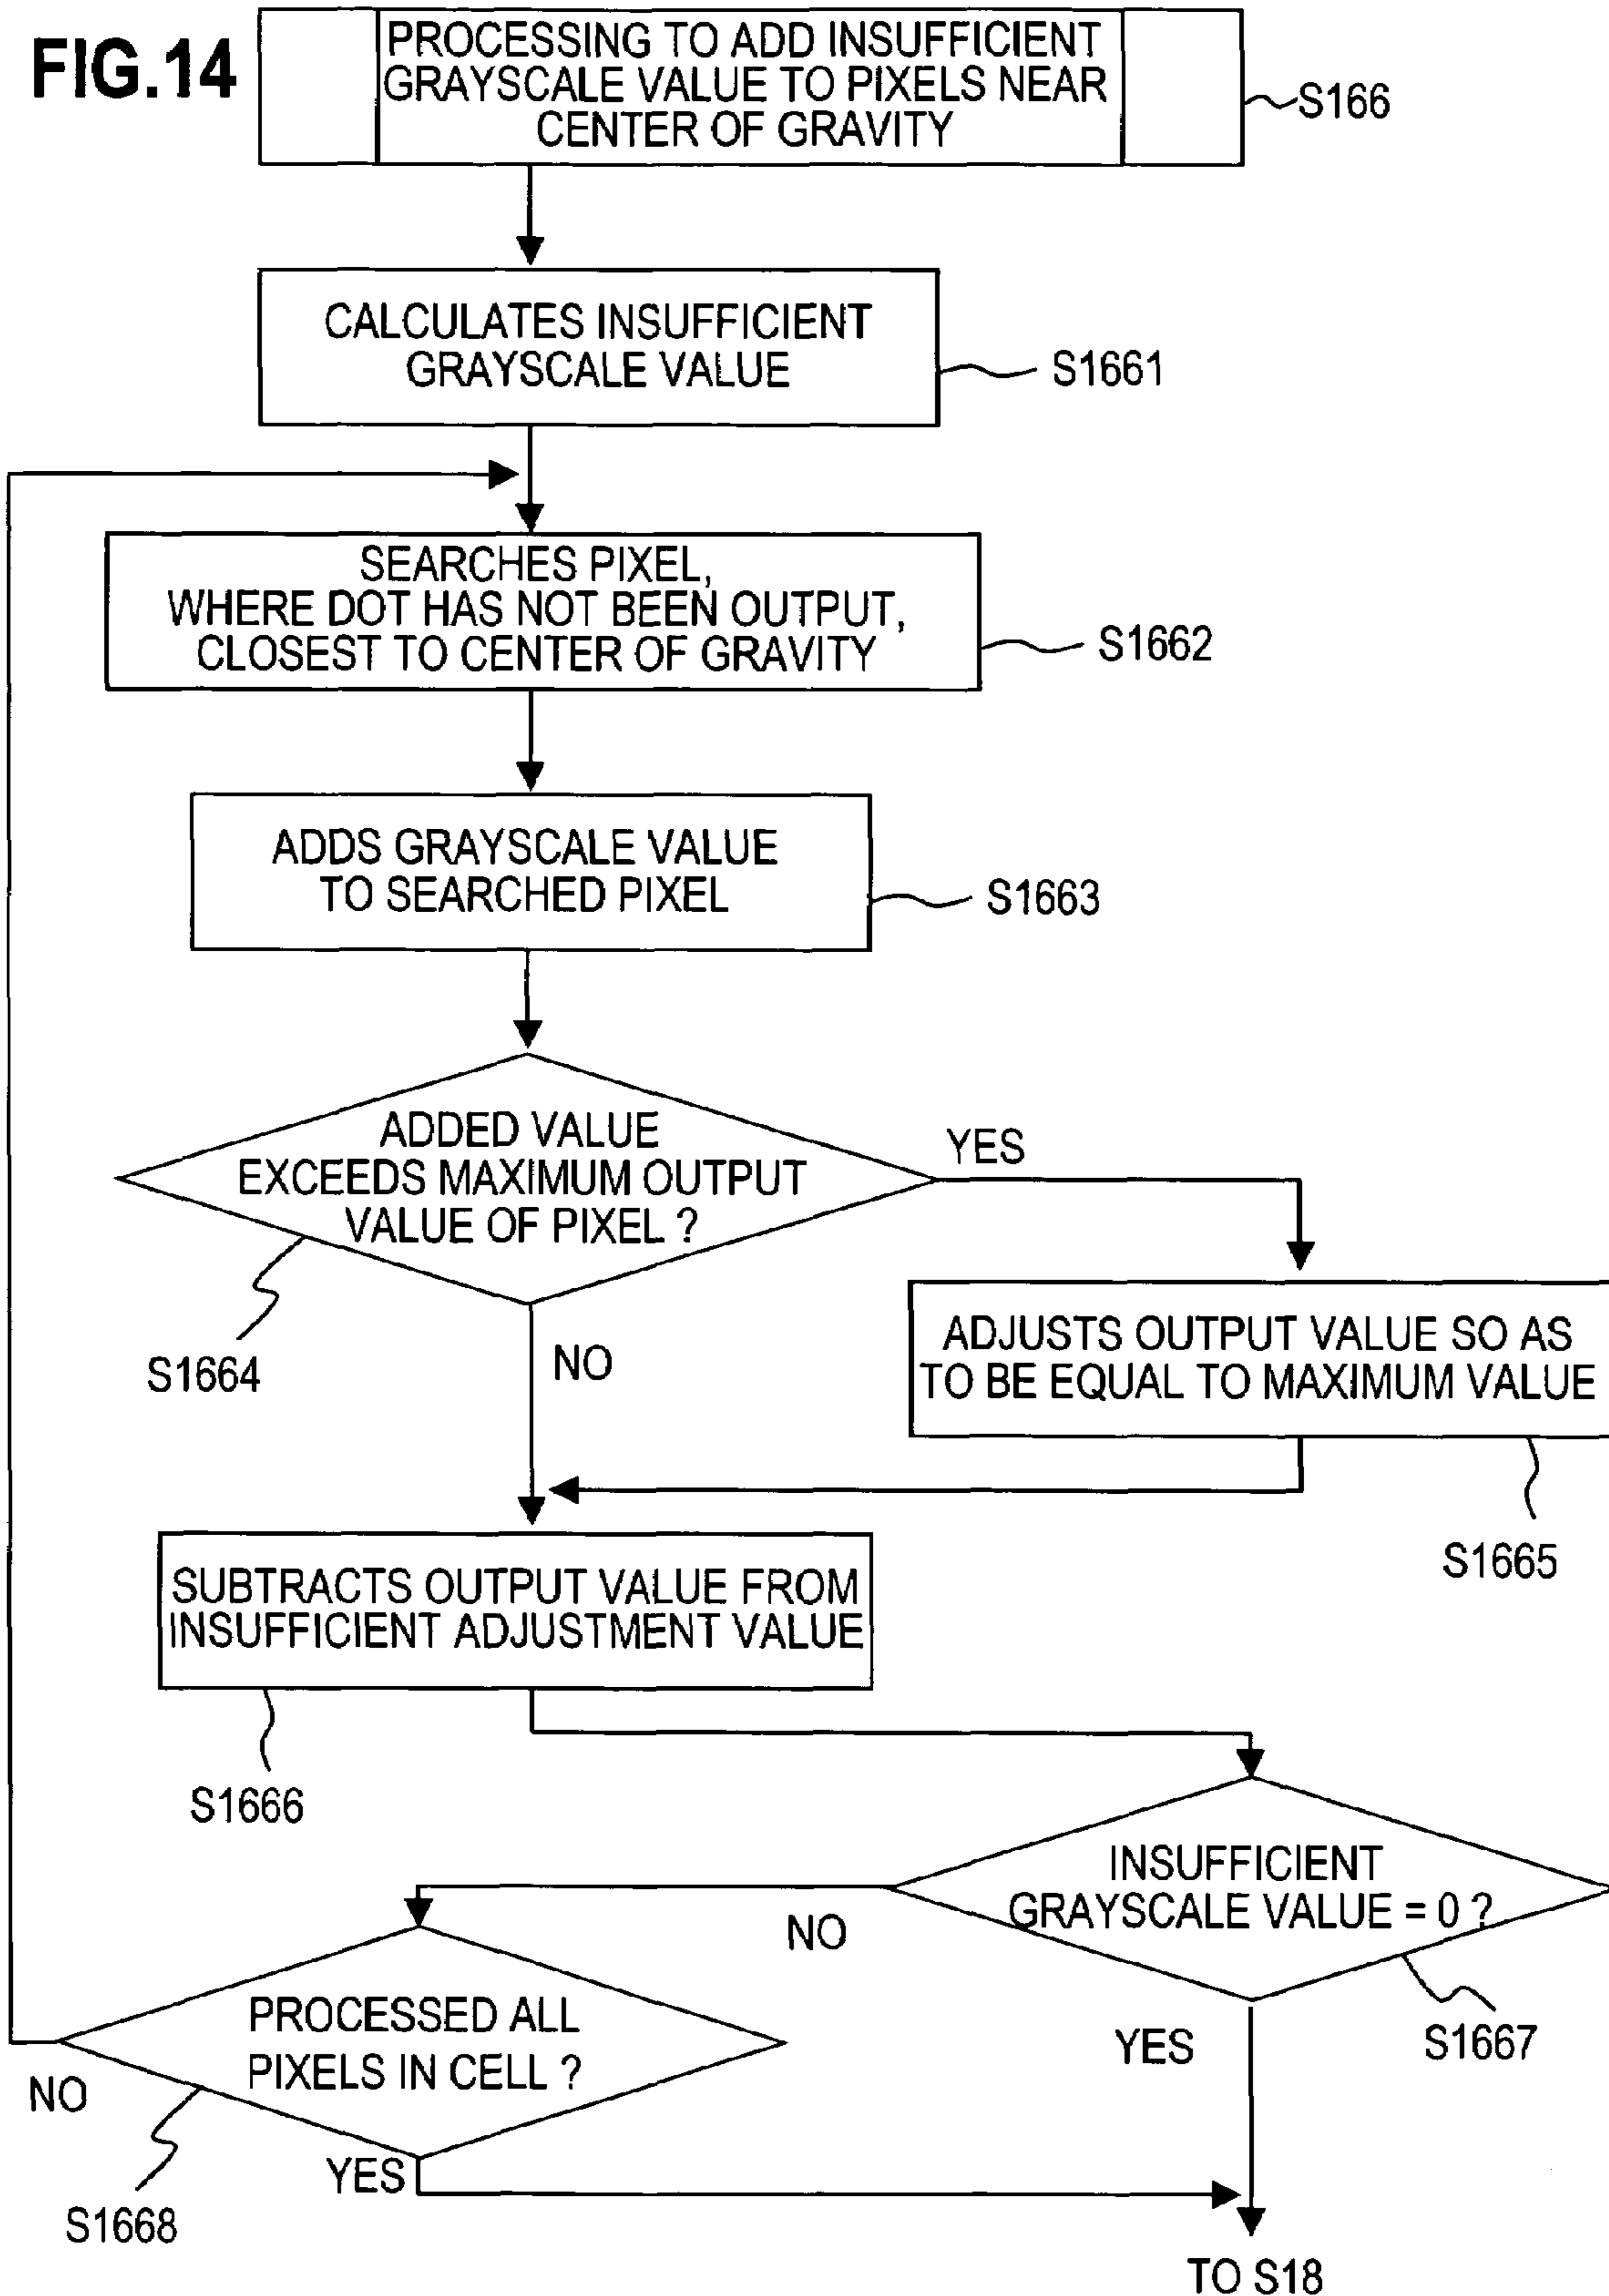 FIG.14
PROCESSING TO ADD INSUFFICIENT
GRAYSCALE VALUE TO PIXELS NEAR
CENTER OF GRAVITY
S166
CALCULATES INSUFFICIENT
GRAYSCALE VALUE
S1661
SEARCHES PIXEL,
WHERE DOT HAS NOT BEEN OUTPUT,
CLOSEST TO CENTER OF GRAVITY
S1662
ADDS GRAYSCALE VALUE
TO SEARCHED PIXEL
S1663
ADDED VALUE
EXCEEDS MAXIMUM OUTPUT
VALUE OF PIXEL ?
YES
S1664
NO
ADJUSTS OUTPUT VALUE SO AS
TO BE EQUAL TO MAXIMUM VALUE
S1665
SUBTRACTS OUTPUT VALUE FROM
INSUFFICIENT ADJUSTMENT VALUE
S1666
INSUFFICIENT
GRAYSCALE VALUE = 0 ?
NO
S1667
YES
PROCESSED ALL
PIXELS IN CELL ?
NO
YES
S1668
TO S18